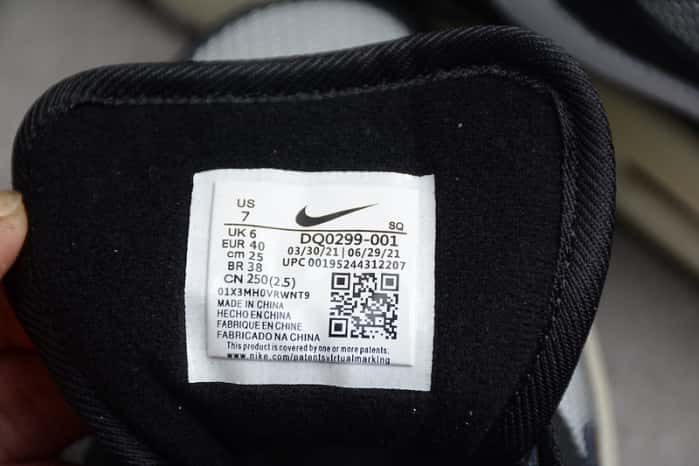 US
7
SQ
UK 6
EUR 40
cm 25
BR 38
CN 250(2.5)
DQ0299-001
03/30/21 | 06/29/21
UPC 00195244312207
01X3MH0VRWNT9
MADE IN CHINA
HECHO EN CHINA
FABRIQUE EN CHINE
FABRICADO NA CHINA
This product is covered by one or more patents.
www.nike.com/patentsvirtualmarking